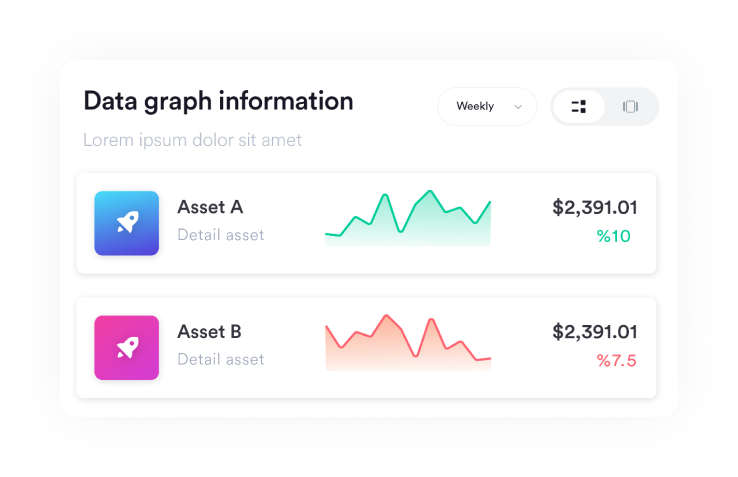 Data graph information
Weekly
Lorem ipsum dolor sit amet
Asset A
Detail asset
$2,391.01
%10
Asset B
Detail asset
$2,391.01
%7.5